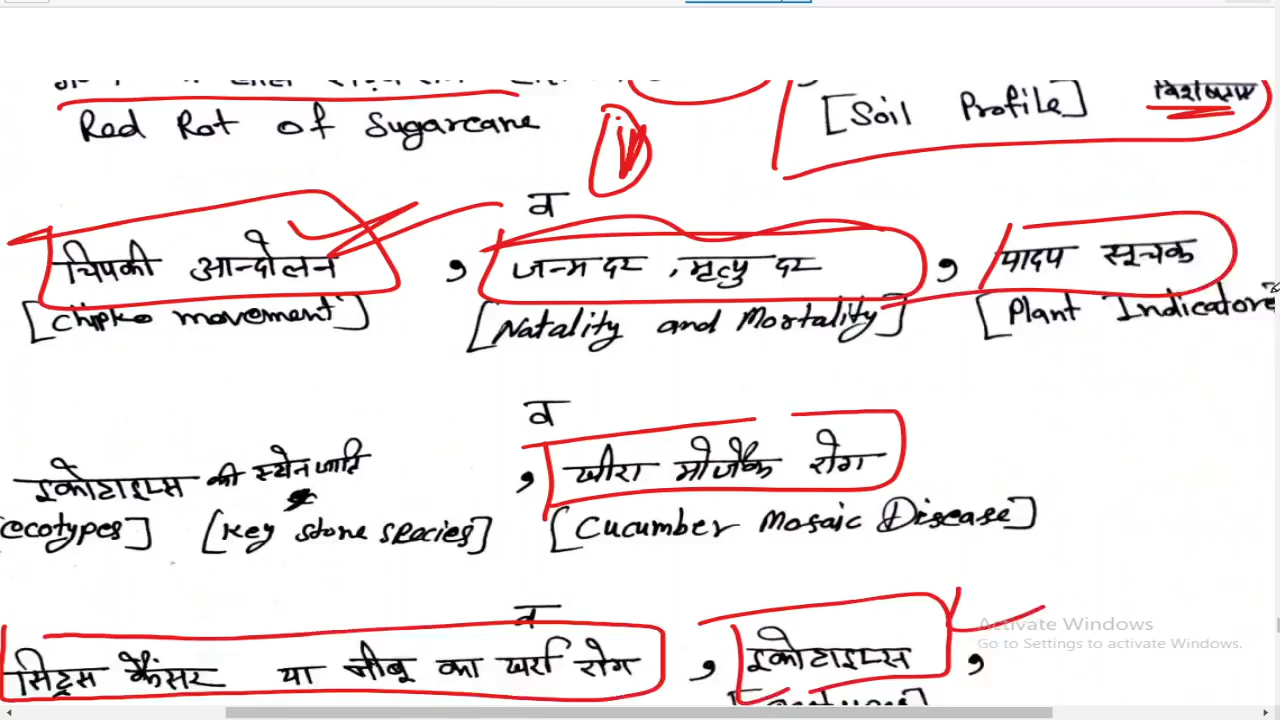 Red Rot of Sugarcane
[Soil Profile]
व
चिपकी आन्दोलन , जन्म दर , मृत्यु दर , पादप सूचक
[Chipko movement] [Natality and Mortality] [Plant Indicators
व
इकोटाइप्स की स्थेन जाति , खीरा मोजेक रोग
ecotypes] [Key stone species] [Cucumber Mosaic Disease]
व
सिट्रस कैंसर या नीबू का खर्रा रोग , इकोटाइप्स ,
Activate Windows
Go to Settings to activate Windows.